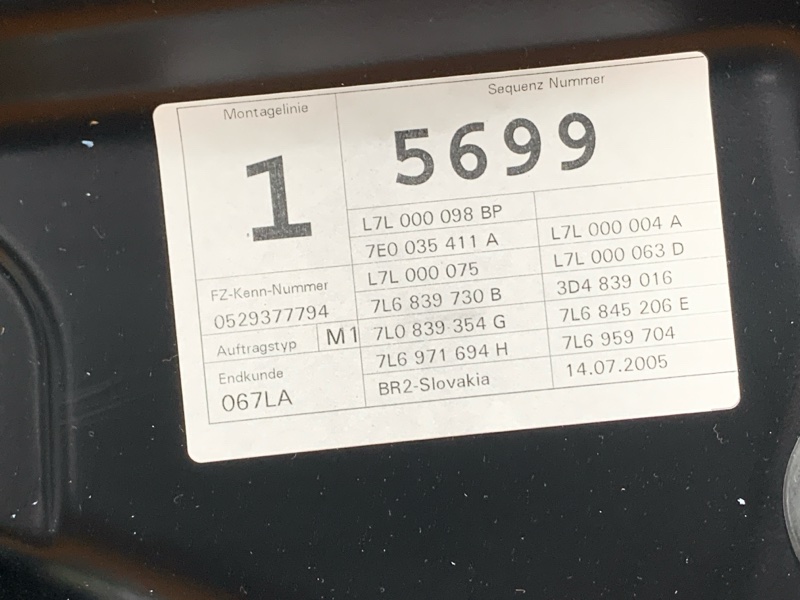 Montagelinie
1
Sequenz Nummer
5699
L7L 000 098 BP
7E0 035 411 A
L7L 000 004 A
L7L 000 075
L7L 000 063 D
FZ-Kenn-Nummer
0529377794
7L6 839 730 B
3D4 839 016
Auftragstyp M1
7L0 839 354 G
7L6 845 206 E
Endkunde
067LA
7L6 971 694 H
7L6 959 704
BR2-Slovakia
14.07.2005